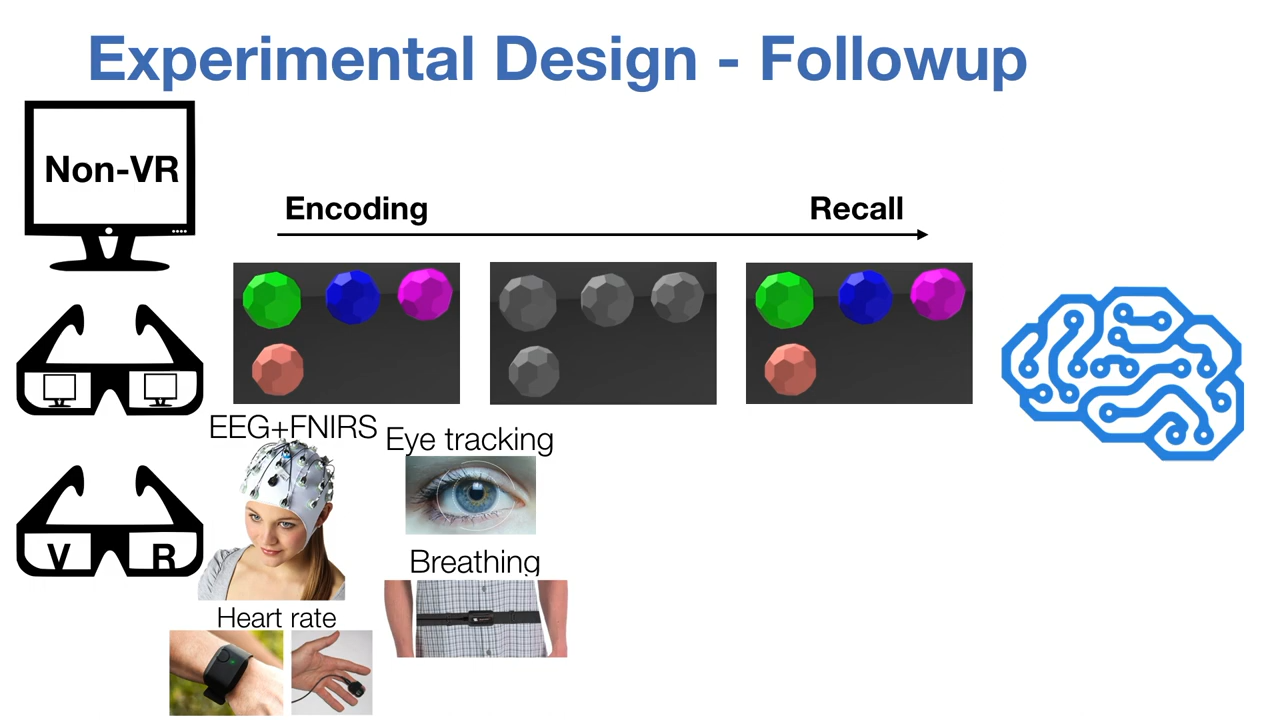 Experimental Design - Followup
Non-VR
Encoding
Recall
EEG+FNIRS
Eye tracking
V R
Breathing
Heart rate